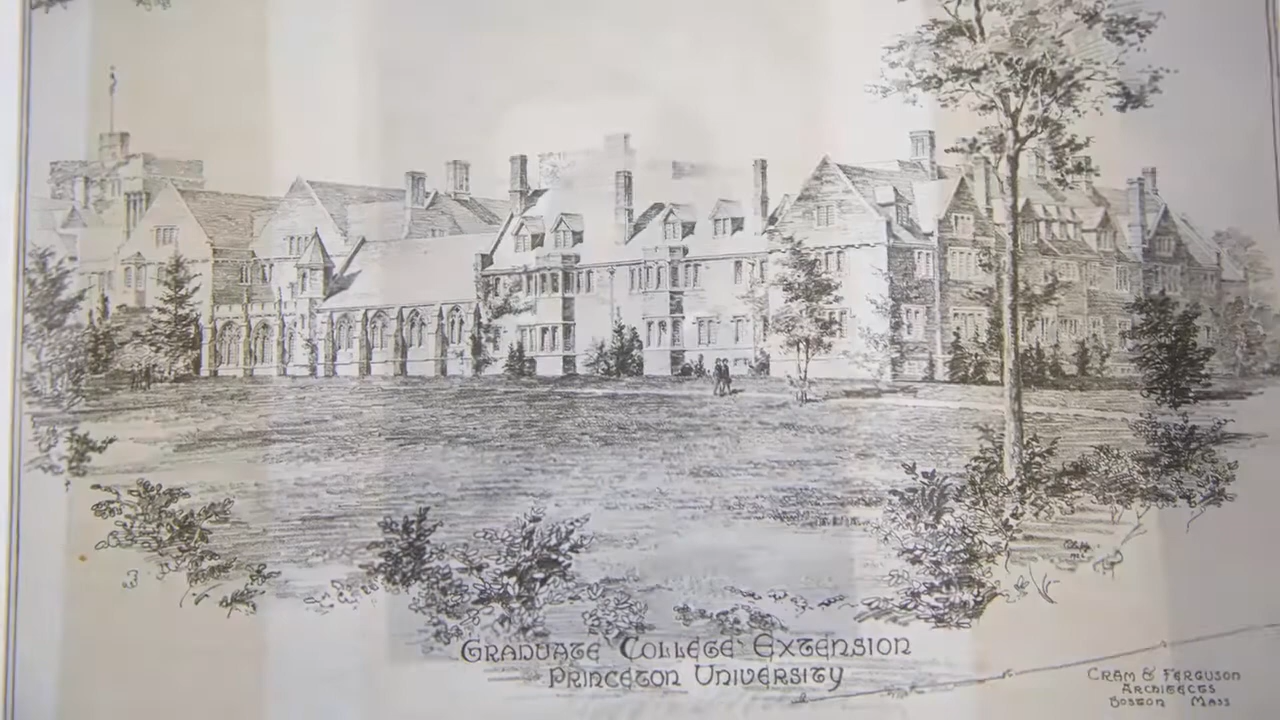 GRADUATE COLLEGE EXTENSION
PRINCETON UNIVERSITY
CRAM & FERGUSON
ARCHITECTS
BOSTON MASS